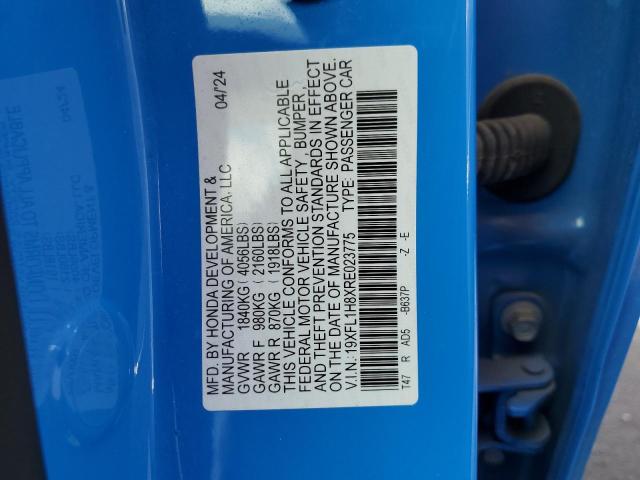 MFD. BY HONDA DEVELOPMENT & 04/'24
MANUFACTURING OF AMERICA, LLC
GVWR 1840KG (4056LBS)
GAWR F 980KG (2160LBS)
GAWR R 870KG (1918LBS)
THIS VEHICLE CONFORMS TO ALL APPLICABLE
FEDERAL MOTOR VEHICLE SAFETY, BUMPER,
AND THEFT PREVENTION STANDARDS IN EFFECT
ON THE DATE OF MANUFACTURE SHOWN ABOVE.
V.I.N.: 19XFL1H8XRE023775 TYPE: PASSENGER CAR
T47 R AD5 -B637P -Z -E
04/'24